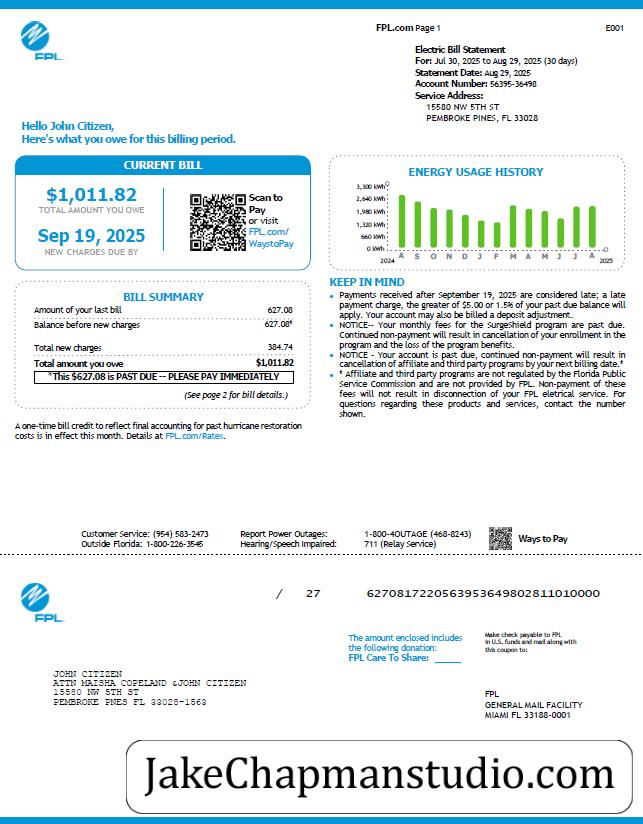 FPL.com Page 1
E001
FPL
Electric Bill Statement
For: Jul 30, 2025 to Aug 29, 2025 (30 days)
Statement Date: Aug 29, 2025
Account Number: 56395-36498
Service Address:
15580 NW 5TH ST
PEMBROKE PINES, FL 33028
Hello John Citizen,
Here's what you owe for this billing period.
CURRENT BILL
$1,011.82
TOTAL AMOUNT YOU OWE
Sep 19, 2025
NEW CHARGES DUE BY
Scan to
Pay
or visit
FPL.com/
WaystoPay
ENERGY USAGE HISTORY
3,300 kWh
2,640 kWh
1,980 kWh
1,320 kWh
660 kWh
0 kWh
A S O N D J F M A M J J A
2024
2025
BILL SUMMARY
Amount of your last bill 627.08
Balance before new charges 627.08*
Total new charges 384.74
Total amount you owe $1,011.82
*This $627.08 is PAST DUE -- PLEASE PAY IMMEDIATELY
(See page 2 for bill details.)
KEEP IN MIND
Payments received after September 19, 2025 are considered late; a late
payment charge, the greater of $5.00 or 1.5% of your past due balance will
apply. Your account may also be billed a deposit adjustment.
NOTICE-- Your monthly fees for the SurgeShield program are past due.
Continued non-payment will result in cancellation of your enrollment in the
program and the loss of the program benefits.
NOTICE - Your account is past due, continued non-payment will result in
cancellation of affiliate and third party programs by your next billing date.*
* Affiliate and third party programs are not regulated by the Florida Public
Service Commission and are not provided by FPL. Non-payment of these
fees will not result in disconnection of your FPL eletrical service. For
questions regarding these products and services, contact the number
shown.
A one-time bill credit to reflect final accounting for past hurricane restoration
costs is in effect this month. Details at FPL.com/Rates.
Customer Service: (954) 583-2473
Outside Florida: 1-800-226-3545
Report Power Outages: 1-800-4OUTAGE (468-8243)
Hearing/Speech Impaired: 711 (Relay Service)
Ways to Pay
FPL
/ 27 6270817220563953649802811010000
The amount enclosed includes
the following donation:
FPL Care To Share: _____
Make check payable to FPL
in U.S. funds and mail along with
this coupon to:
JOHN CITIZEN
ATTN MAISHA COPELAND &JOHN CITIZEN
15580 NW 5TH ST
PEMBROKE PNES FL 33028-1563
FPL
GENERAL MAIL FACILITY
MIAMI FL 33188-0001
JakeChapmanstudio.com